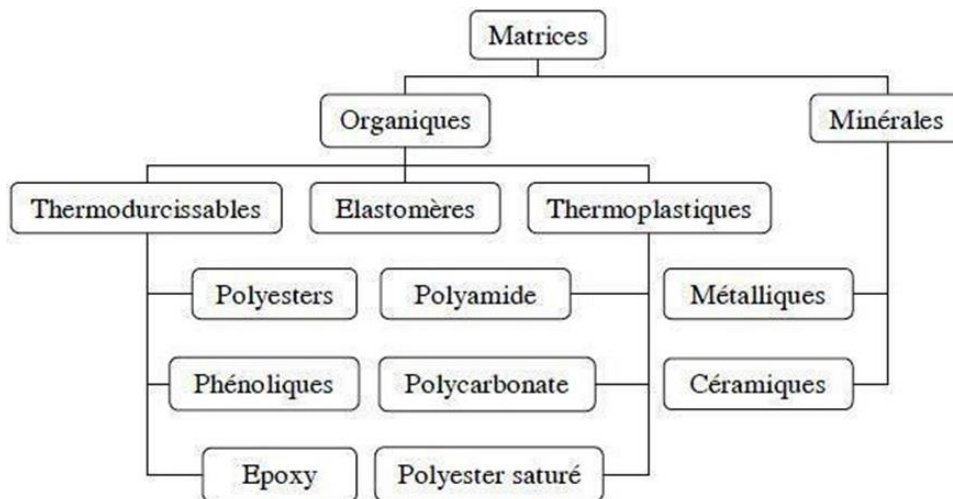 Matrices
Organiques
Minérales
Thermodurcissables
Elastomères
Thermoplastiques
Polyesters
Polyamide
Métalliques
Phénoliques
Polycarbonate
Céramiques
Epoxy
Polyester saturé